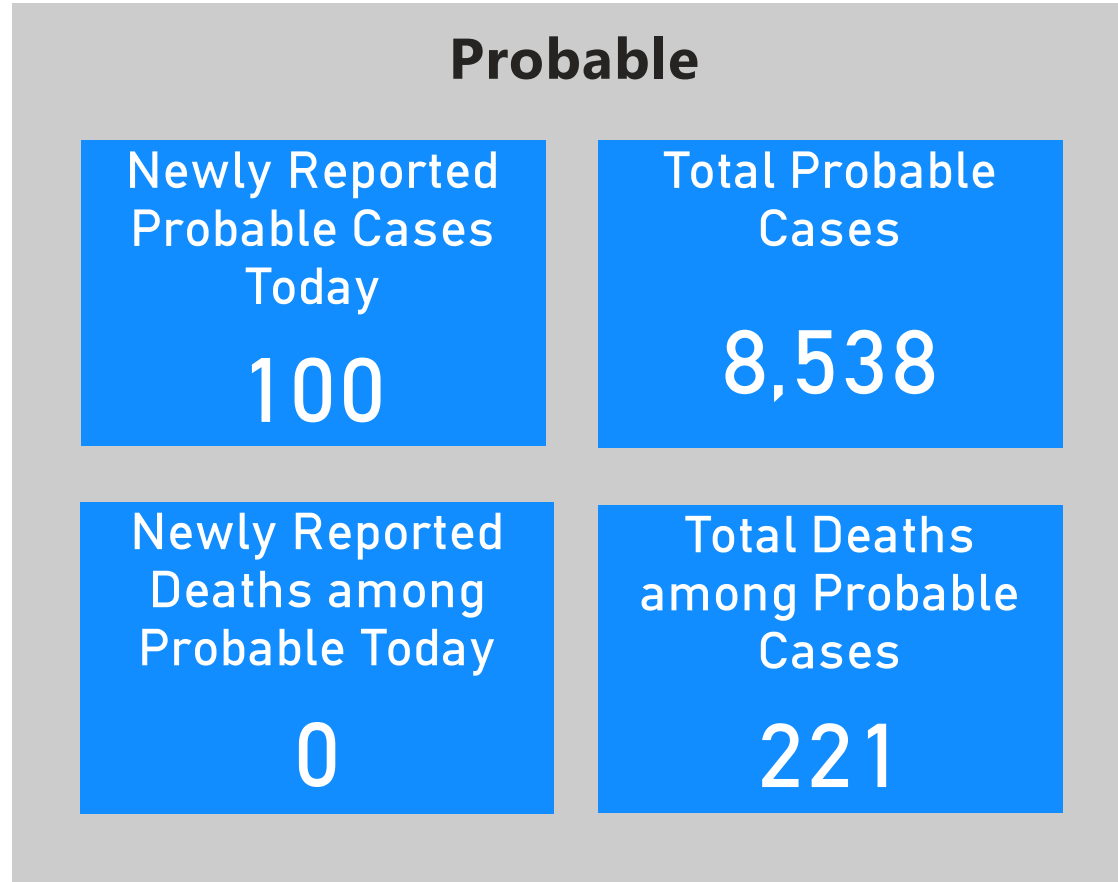 Probable
Newly Reported
Probable Cases
Today
100
Total Probable
Cases
8,538
Newly Reported
Deaths among
Probable Today
0
Total Deaths
among Probable
Cases
221